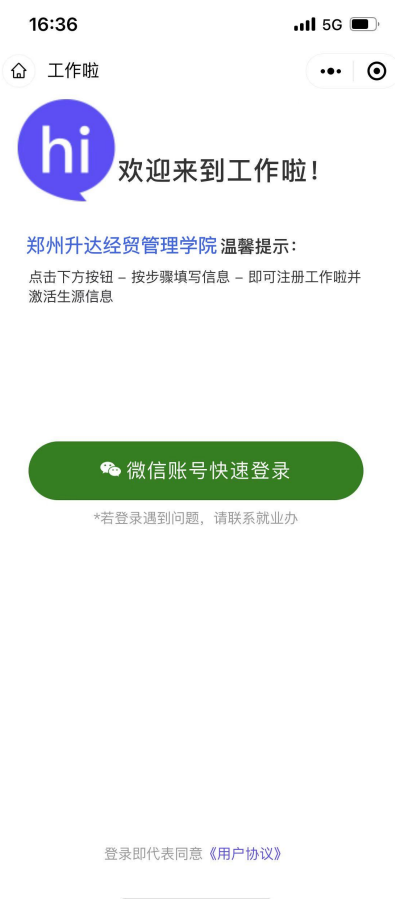 16:36
5G
工作啦
hi
欢迎来到工作啦！
郑州升达经贸管理学院 温馨提示：
点击下方按钮 – 按步骤填写信息 – 即可注册工作啦并
激活生源信息
微信账号快速登录
*若登录遇到问题，请联系就业办
登录即代表同意《用户协议》